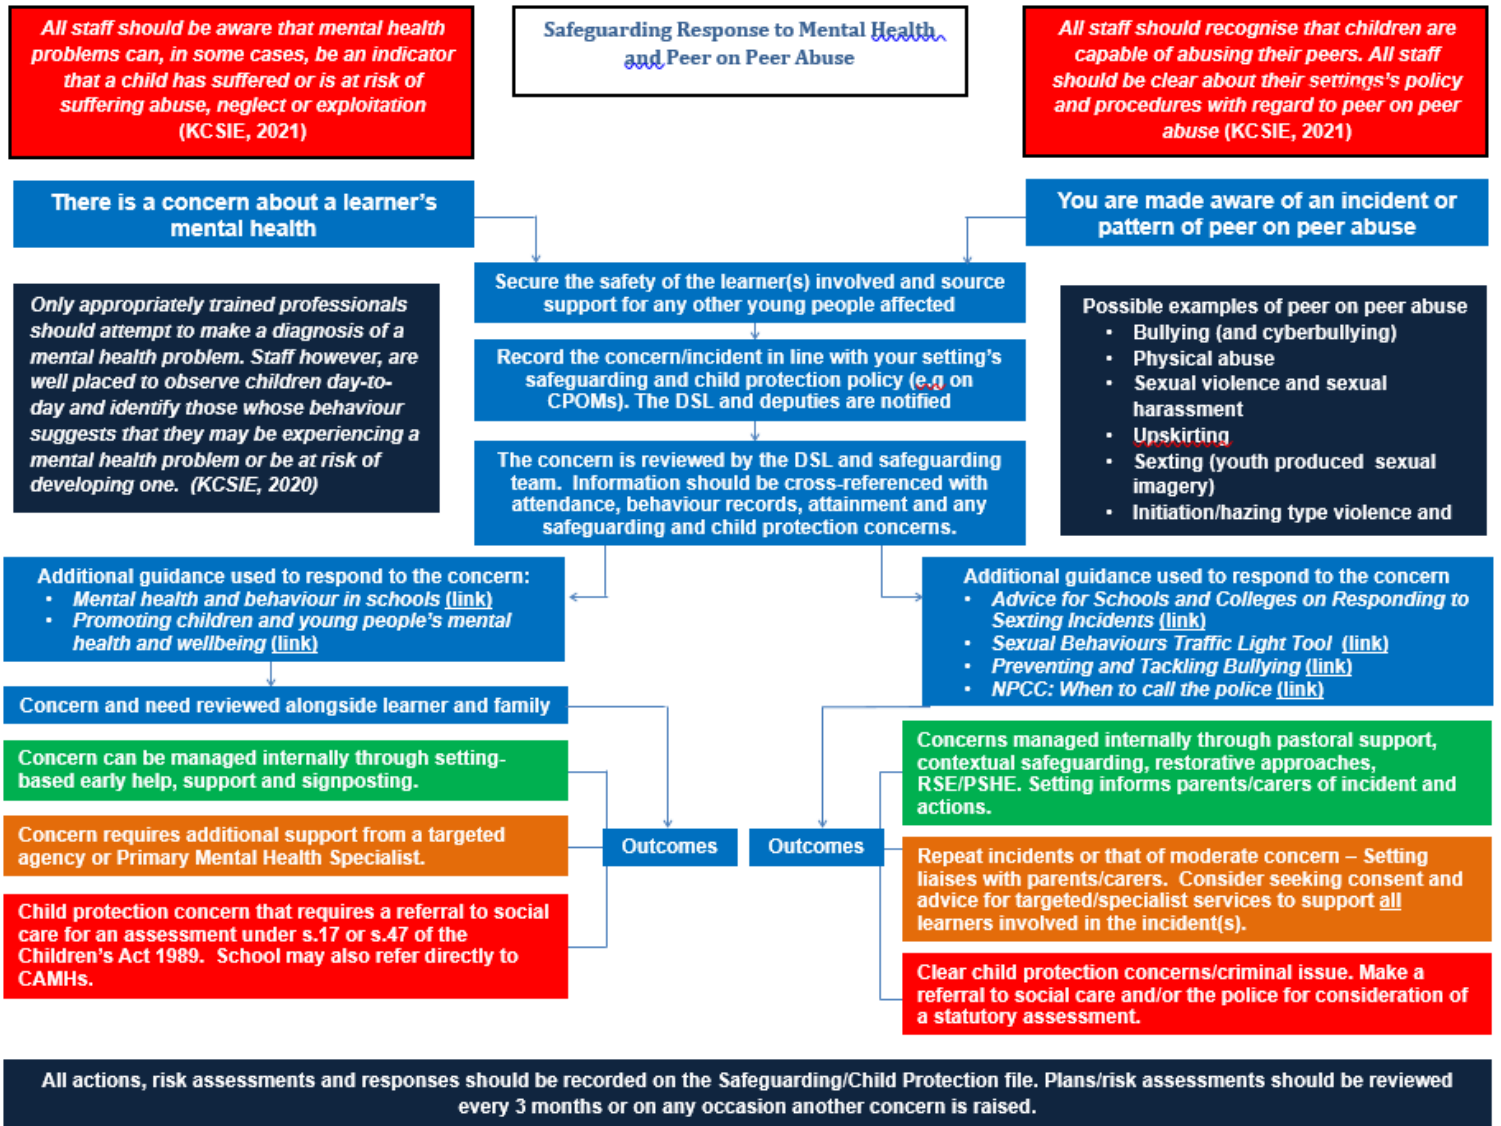 All staff should be aware that mental health
problems can, in some cases, be an indicator
that a child has suffered or is at risk of
suffering abuse, neglect or exploitation
(KCSIE, 2021)
Safeguarding Response to Mental Health
and Peer on Peer Abuse
All staff should recognise that children are
capable of abusing their peers. All staff
should be clear about their settings's policy
and procedures with regard to peer on peer
abuse (KCSIE, 2021)
There is a concern about a learner's
mental health
You are made aware of an incident or
pattern of peer on peer abuse
Secure the safety of the learner(s) involved and source
support for any other young people affected
Only appropriately trained professionals
should attempt to make a diagnosis of a
mental health problem. Staff however, are
well placed to observe children day-to-
day and identify those whose behaviour
suggests that they may be experiencing a
mental health problem or be at risk of
developing one. (KCSIE, 2020)
Record the concern/incident in line with your setting's
safeguarding and child protection policy (e.g on
CPOMs). The DSL and deputies are notified
Possible examples of peer on peer abuse
• Bullying (and cyberbullying)
• Physical abuse
• Sexual violence and sexual
harassment
• Upskirting
• Sexting (youth produced sexual
imagery)
• Initiation/hazing type violence and
The concern is reviewed by the DSL and safeguarding
team. Information should be cross-referenced with
attendance, behaviour records, attainment and any
safeguarding and child protection concerns.
Additional guidance used to respond to the concern:
• Mental health and behaviour in schools (link)
• Promoting children and young people's mental
health and wellbeing (link)
Additional guidance used to respond to the concern
• Advice for Schools and Colleges on Responding to
Sexting Incidents (link)
• Sexual Behaviours Traffic Light Tool (link)
• Preventing and Tackling Bullying (link)
• NPCC: When to call the police (link)
Concern and need reviewed alongside learner and family
Concern can be managed internally through setting-
based early help, support and signposting.
Concern requires additional support from a targeted
agency or Primary Mental Health Specialist.
Child protection concern that requires a referral to social
care for an assessment under s.17 or s.47 of the
Children's Act 1989. School may also refer directly to
CAMHs.
Outcomes
Outcomes
Concerns managed internally through pastoral support,
contextual safeguarding, restorative approaches,
RSE/PSHE. Setting informs parents/carers of incident and
actions.
Repeat incidents or that of moderate concern – Setting
liaises with parents/carers. Consider seeking consent and
advice for targeted/specialist services to support all
learners involved in the incident(s).
Clear child protection concerns/criminal issue. Make a
referral to social care and/or the police for consideration of
a statutory assessment.
All actions, risk assessments and responses should be recorded on the Safeguarding/Child Protection file. Plans/risk assessments should be reviewed
every 3 months or on any occasion another concern is raised.